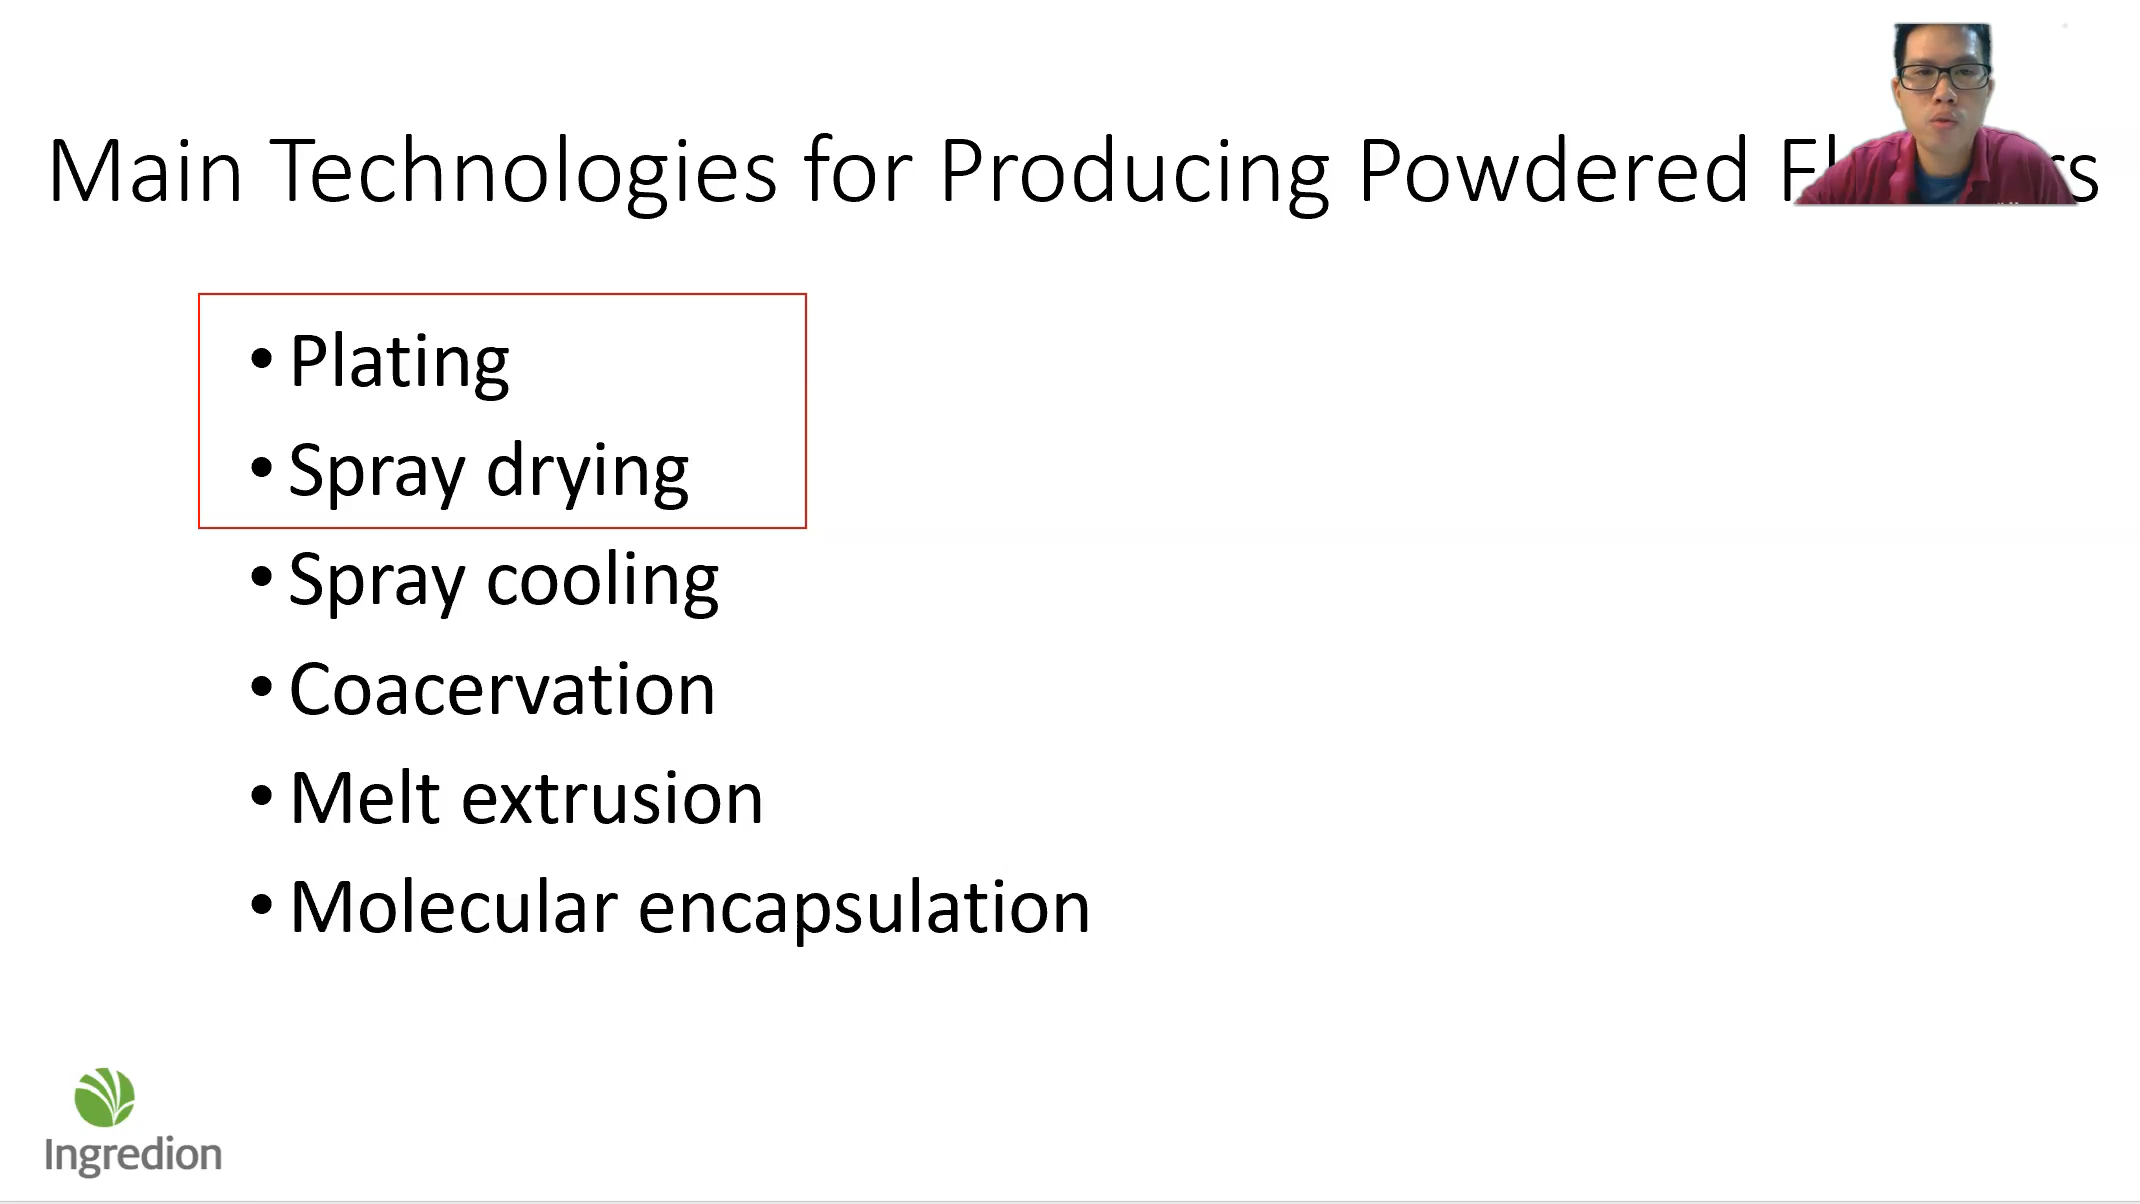 Main Technologies for Producing Powdered
• Plating
• Spray drying
• Spray cooling
• Coacervation
• Melt extrusion
• Molecular encapsulation
Ingredion